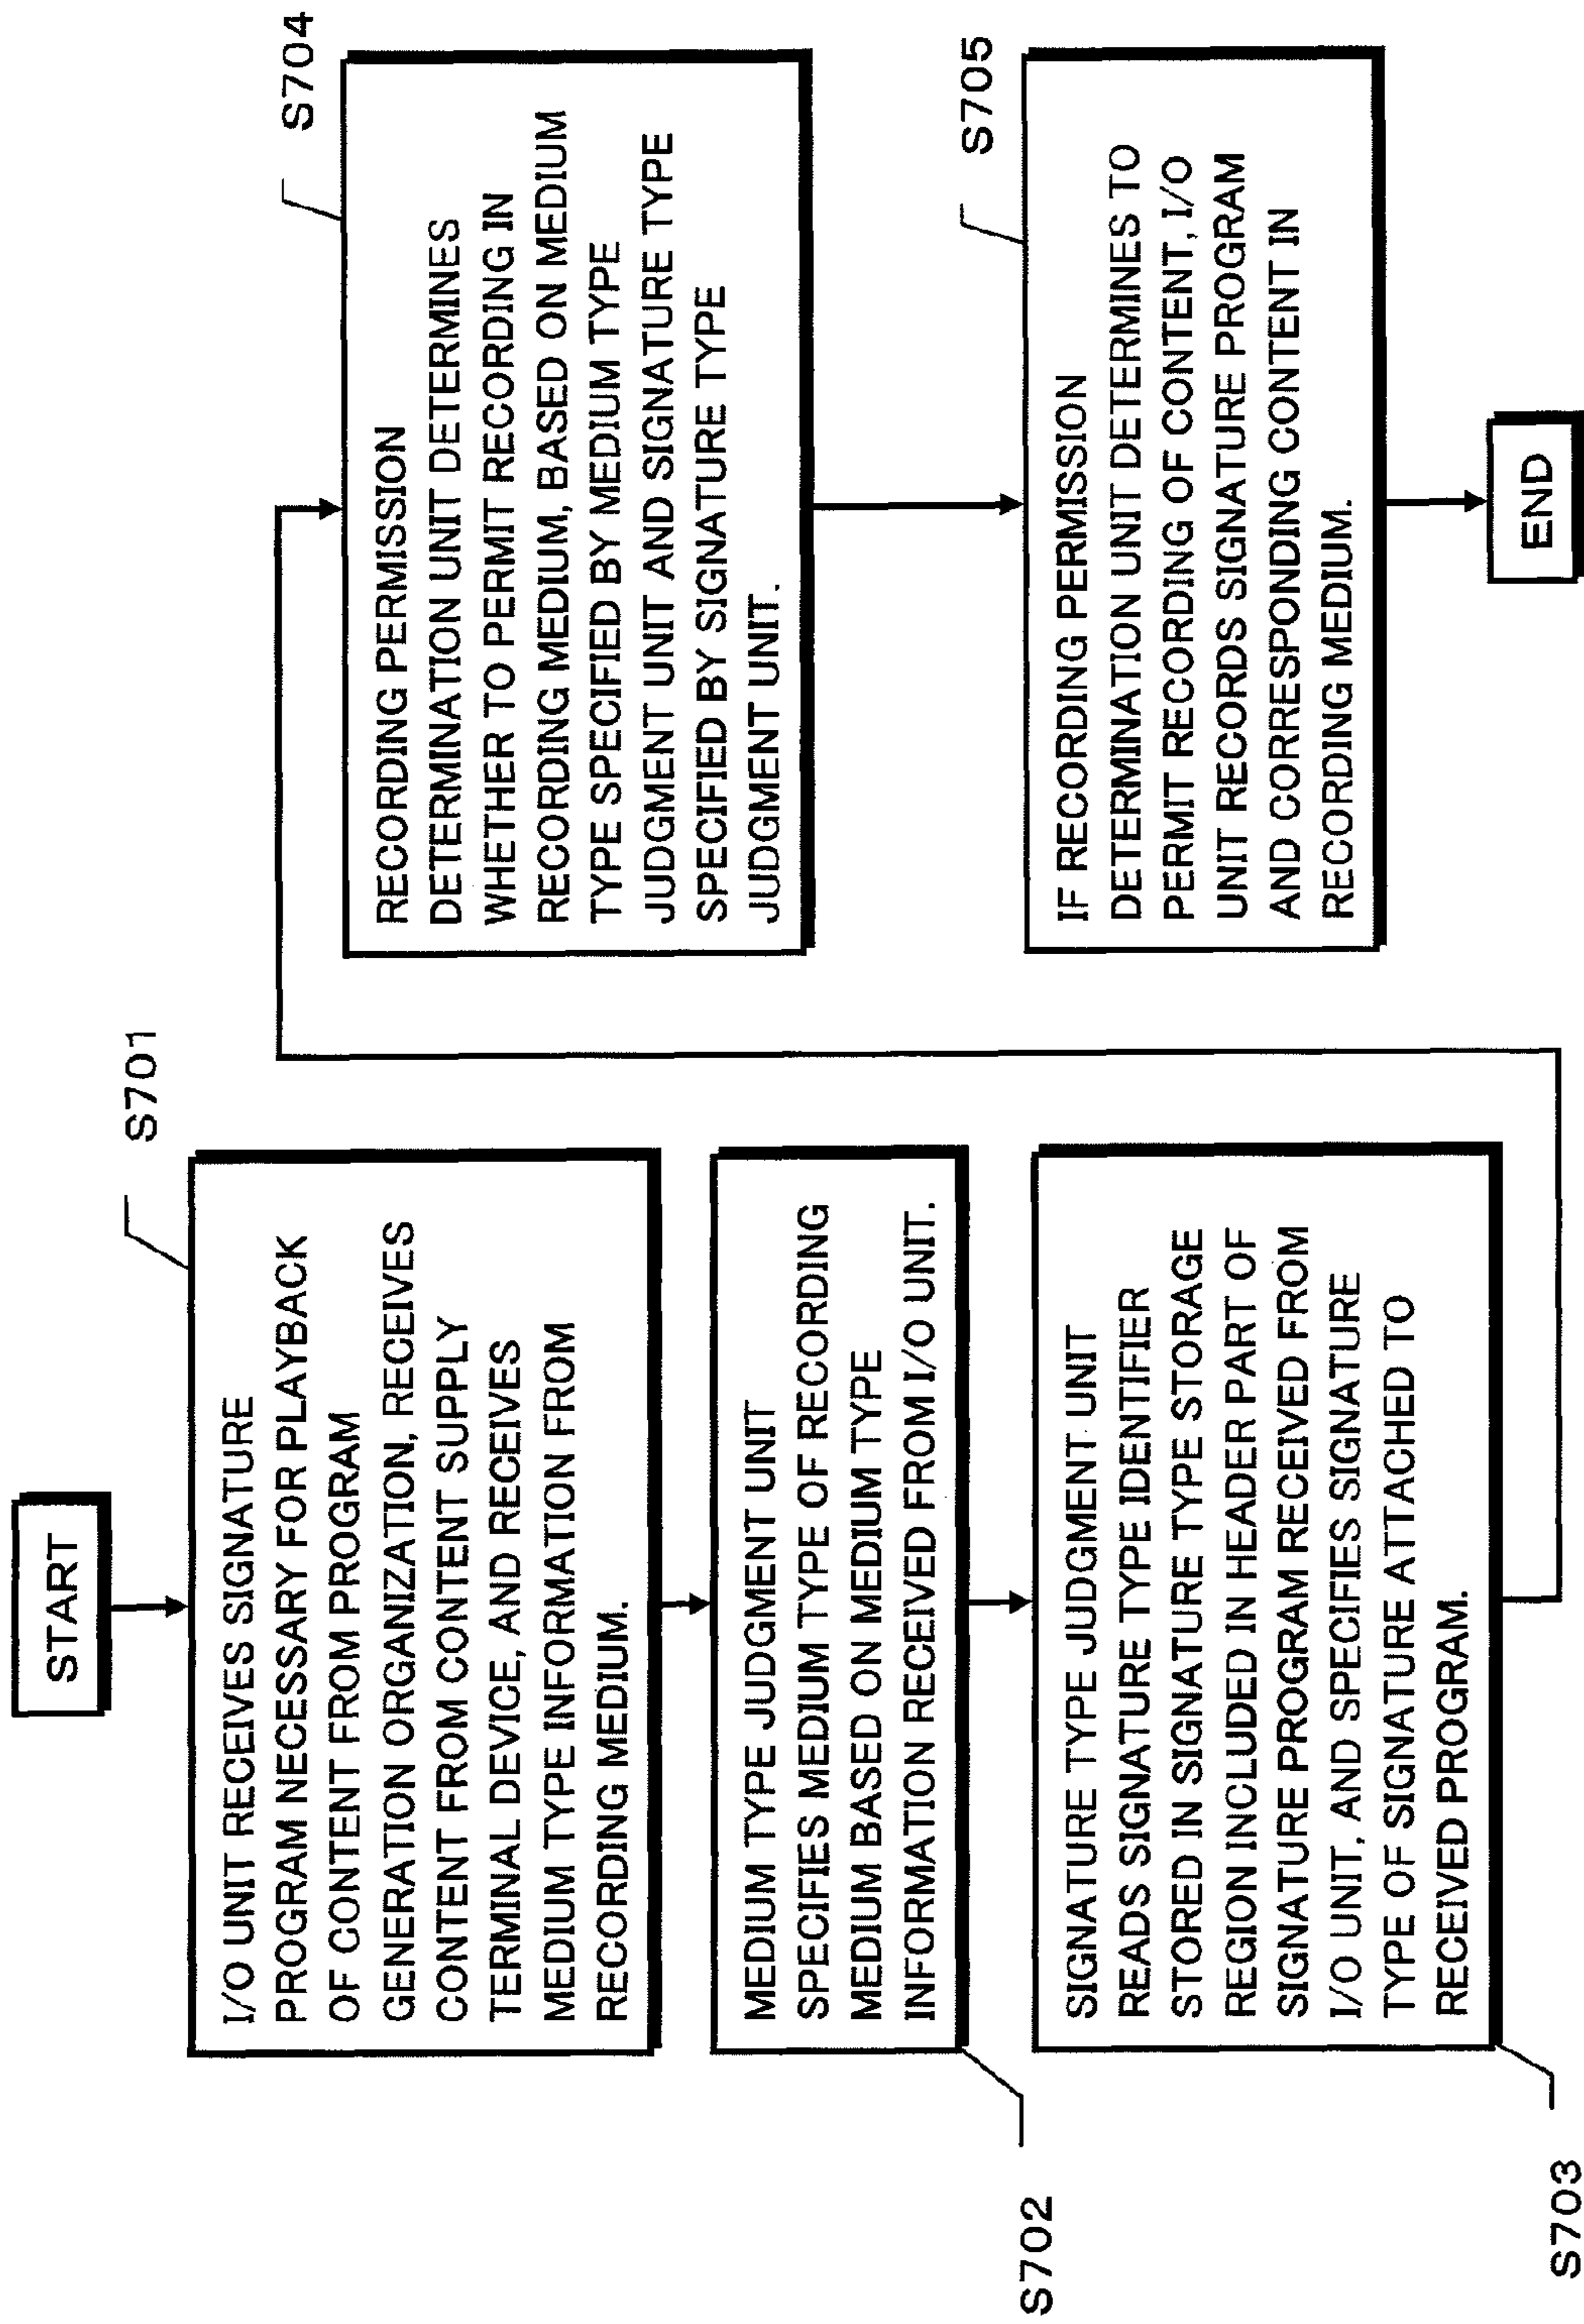 START
S701
I/O UNIT RECEIVES SIGNATURE
PROGRAM NECESSARY FOR PLAYBACK
OF CONTENT FROM PROGRAM
GENERATION ORGANIZATION, RECEIVES
CONTENT FROM CONTENT SUPPLY
TERMINAL DEVICE, AND RECEIVES
MEDIUM TYPE INFORMATION FROM
RECORDING MEDIUM.
S702
MEDIUM TYPE JUDGMENT UNIT
SPECIFIES MEDIUM TYPE OF RECORDING
MEDIUM BASED ON MEDIUM TYPE
INFORMATION RECEIVED FROM I/O UNIT.
S703
SIGNATURE TYPE JUDGMENT UNIT
READS SIGNATURE TYPE IDENTIFIER
STORED IN SIGNATURE TYPE STORAGE
REGION INCLUDED IN HEADER PART OF
SIGNATURE PROGRAM RECEIVED FROM
I/O UNIT, AND SPECIFIES SIGNATURE
TYPE OF SIGNATURE ATTACHED TO
RECEIVED PROGRAM.
S704
RECORDING PERMISSION
DETERMINATION UNIT DETERMINES
WHETHER TO PERMIT RECORDING IN
RECORDING MEDIUM, BASED ON MEDIUM
TYPE SPECIFIED BY MEDIUM TYPE
JUDGMENT UNIT AND SIGNATURE TYPE
SPECIFIED BY SIGNATURE TYPE
JUDGMENT UNIT.
S705
IF RECORDING PERMISSION
DETERMINATION UNIT DETERMINES TO
PERMIT RECORDING OF CONTENT, I/O
UNIT RECORDS SIGNATURE PROGRAM
AND CORRESPONDING CONTENT IN
RECORDING MEDIUM.
END